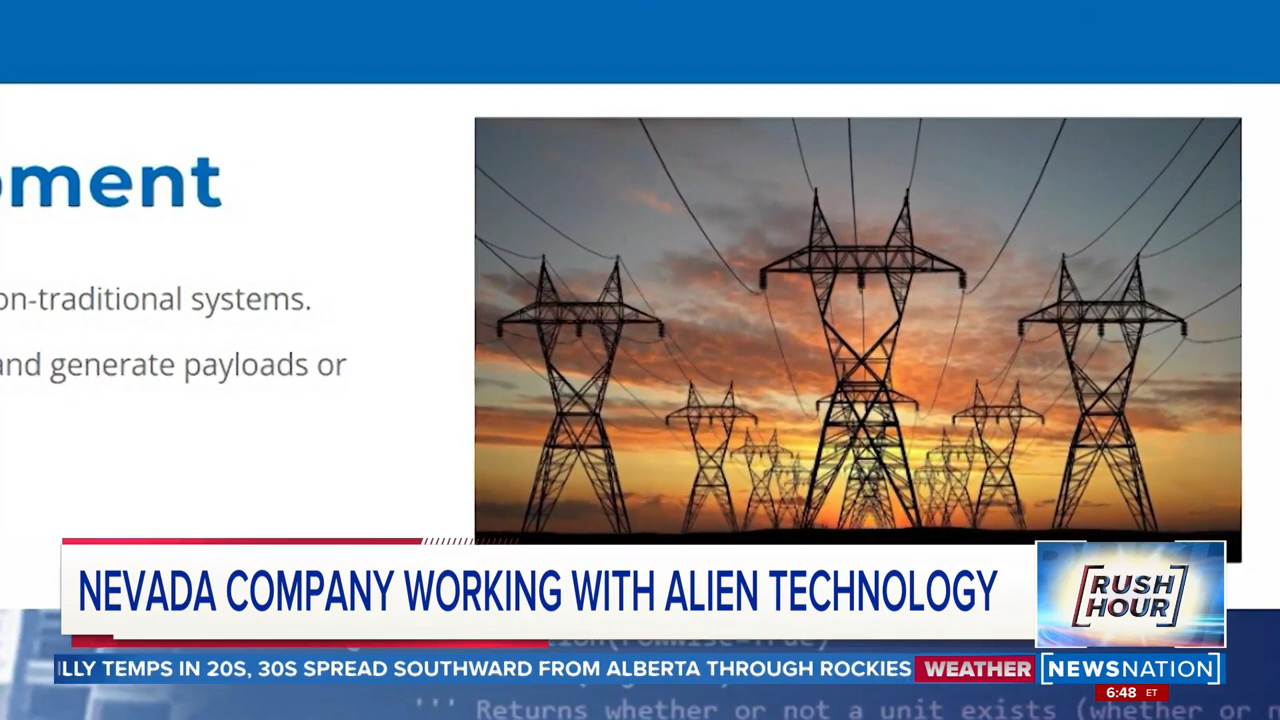 ment
on-traditional systems.
and generate payloads or
NEVADA COMPANY WORKING WITH ALIEN TECHNOLOGY
[RUSH HOUR]
ILLY TEMPS IN 20S, 30S SPREAD SOUTHWARD FROM ALBERTA THROUGH ROCKIES
WEATHER
[NEWSNATION]
6:48 ET
''' Returns whether or not a unit exists (whether or n